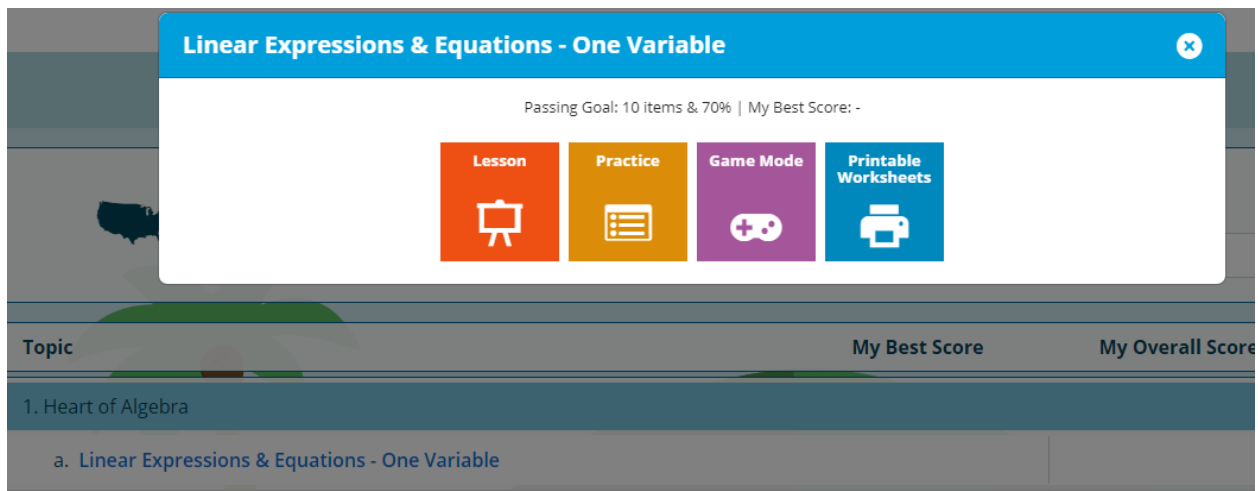 Linear Expressions & Equations - One Variable
Passing Goal: 10 items & 70% | My Best Score: -
Lesson
Practice
Game Mode
Printable
Worksheets
Topic
My Best Score
My Overall Score
1. Heart of Algebra
a. Linear Expressions & Equations - One Variable